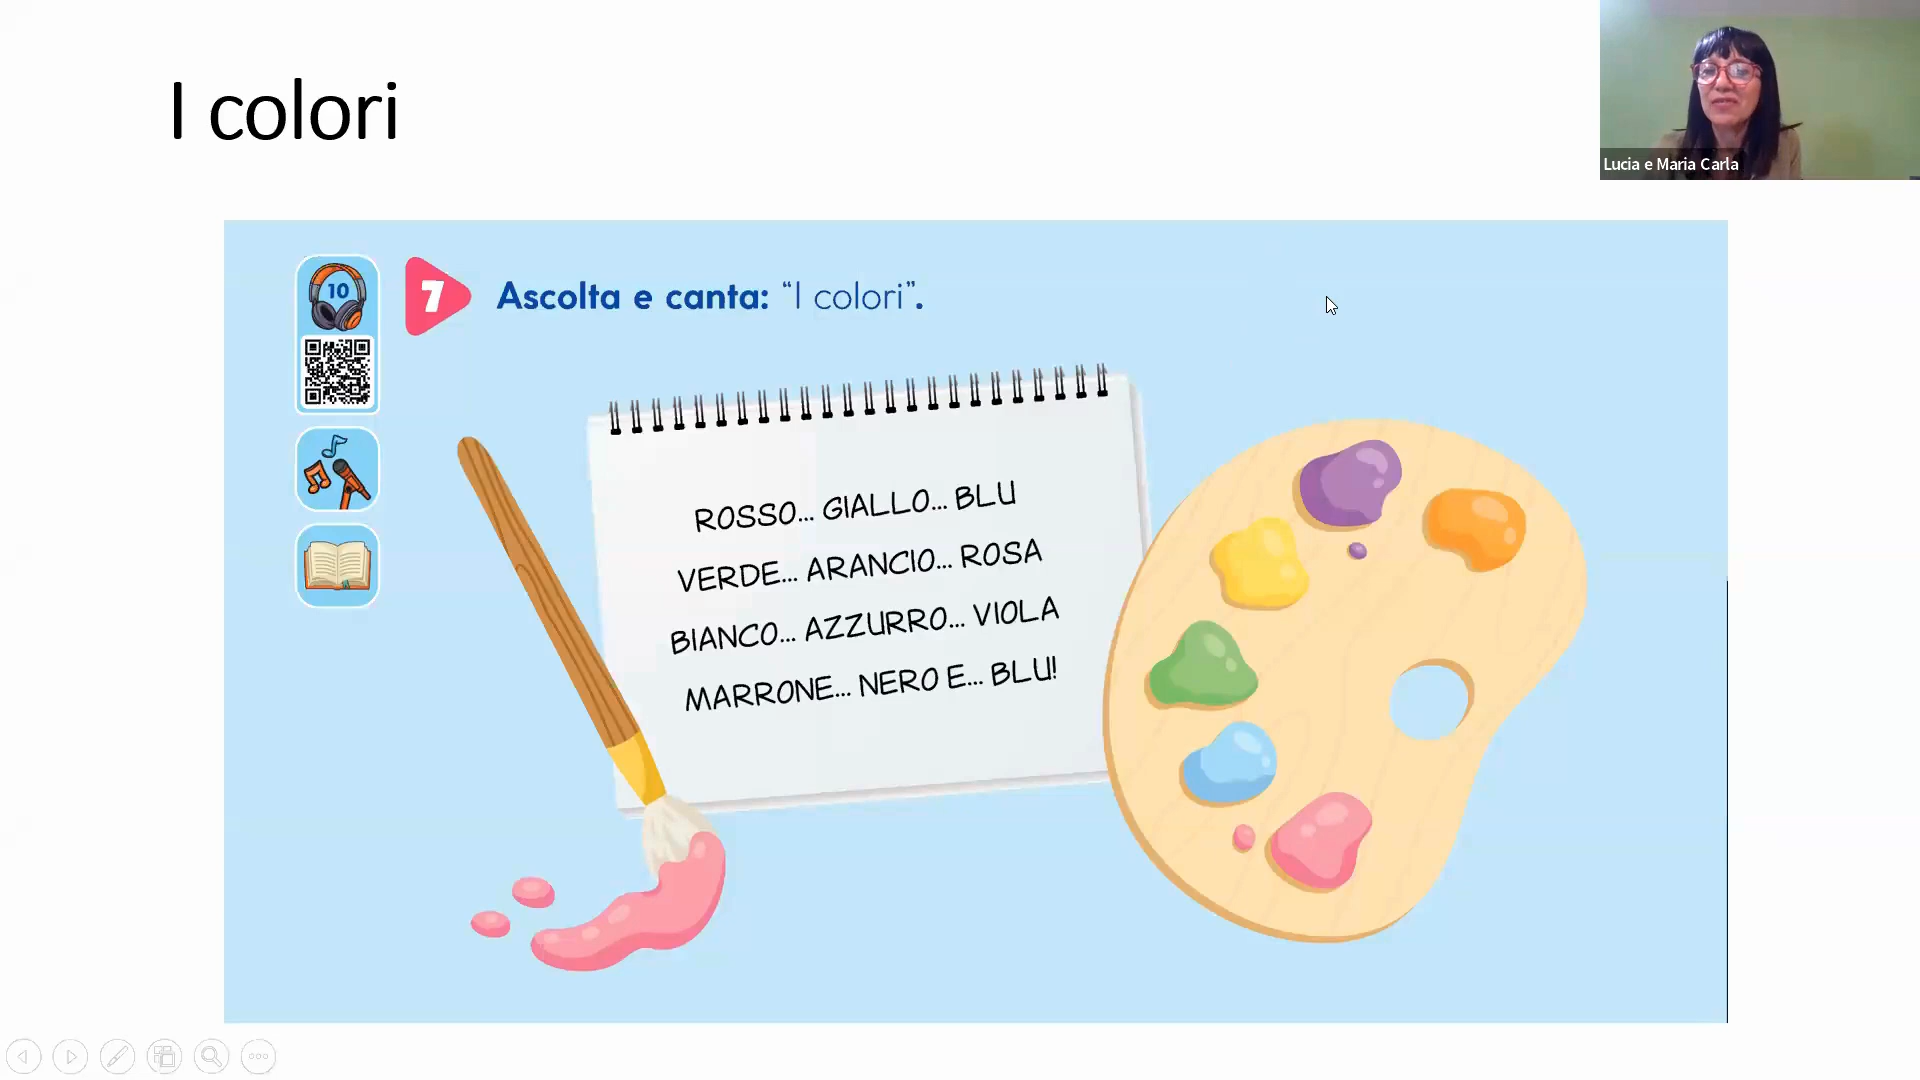 I colori
Lucia e Maria Carla
10
7
Ascolta e canta: “I colori”.
ROSSO... GIALLO... BLU
VERDE... ARANCIO... ROSA
BIANCO... AZZURRO... VIOLA
MARRONE... NERO E... BLU!